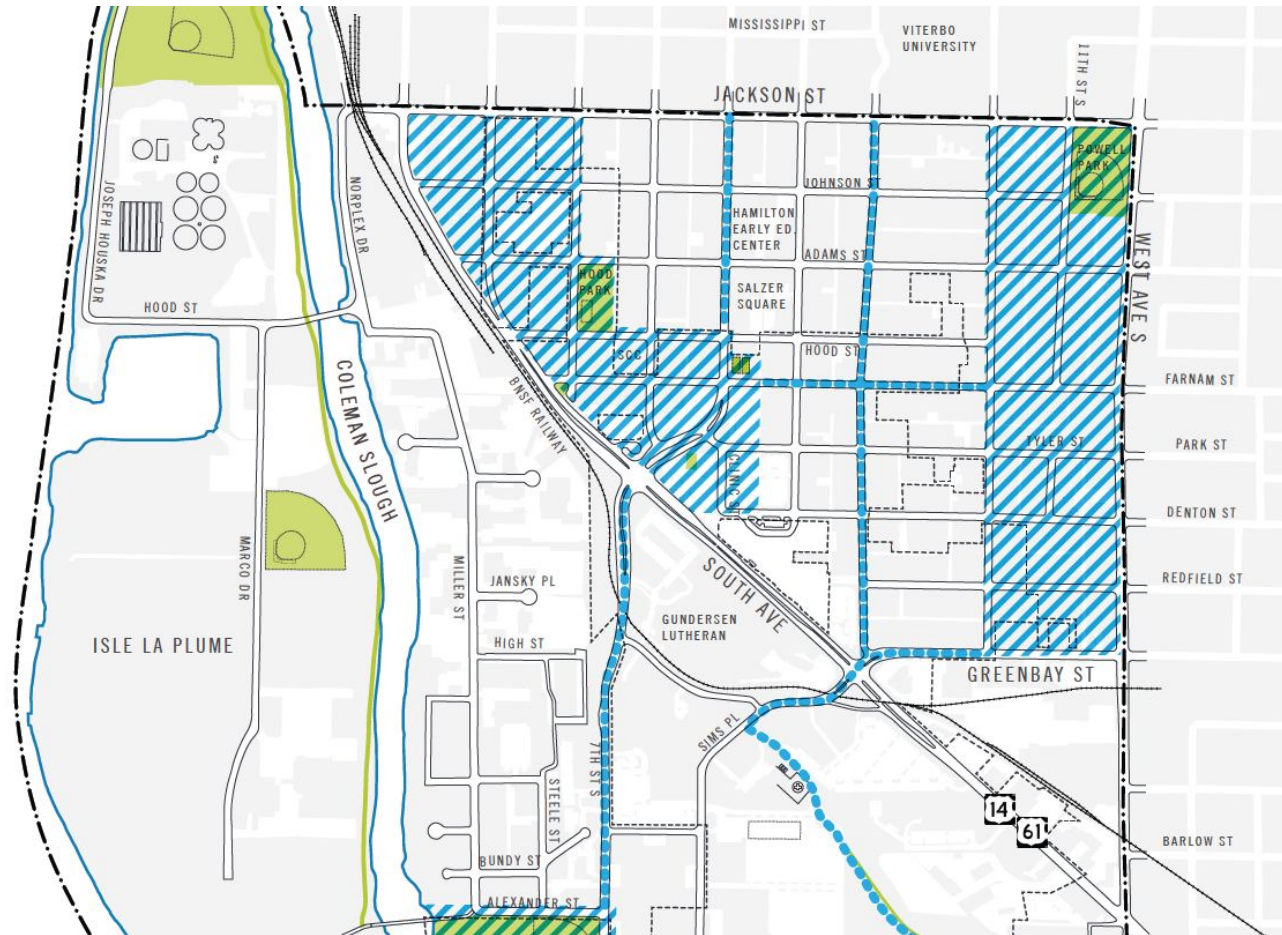 MISSISSIPPI ST
VITERBO
UNIVERSITY
11TH ST S
JACKSON ST
POWELL
PARK
JOHNSON ST
NORPLEX DR
JOSEPH HOUSKA DR
HAMILTON
EARLY ED.
CENTER
ADAMS ST
WEST AVE S
HOOD
PARK
SALZER
SQUARE
HOOD ST
SCC
HOOD ST
FARNAM ST
COLEMAN SLOUGH
BNSF RAILWAY
TYLER ST
PARK ST
CLINIC ST
DENTON ST
MARCO DR
MILLER ST
JANSKY PL
SOUTH AVE
REDFIELD ST
GUNDERSEN
LUTHERAN
ISLE LA PLUME
HIGH ST
GREENBAY ST
SIMS PL
7TH ST S
STEELE ST
14
61
BARLOW ST
BUNDY ST
ALEXANDER ST